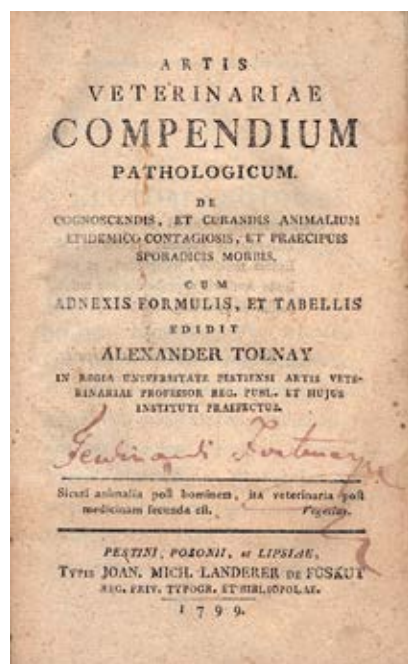 ARTIS
VETERINARIAE
COMPENDIUM
PATHOLOGICUM.
DE
COGNOSCENDIS, ET CURANDIS ANIMALIUM
EPIDEMICO CONTAGIOSIS, ET PRAECIPUIS
SPORADICIS MORBIS.
CUM
ADNEXIS FORMULIS, ET TABELLIS
EDIDIT
ALEXANDER TOLNAY
IN REGIA UNIVERSITATE PESTIENSI ARTIS VETE-
RINARIAE PROFESSOR REG. PUBL. ET HUJUS
INSTITUTI PRAEFECTUS.
Ferdinandi
Sicuti animalia poſt hominem, ita veterinaria poſt
medicinam ſecunda eſt. Vegetius.
PESTINI, POSONII, et LIPSIAE,
TYPIS JOAN. MICH. LANDERER DE FÜSKUT
REG. PRIV. TYPOGR. ET BIBLIOPOLAE.
1799.